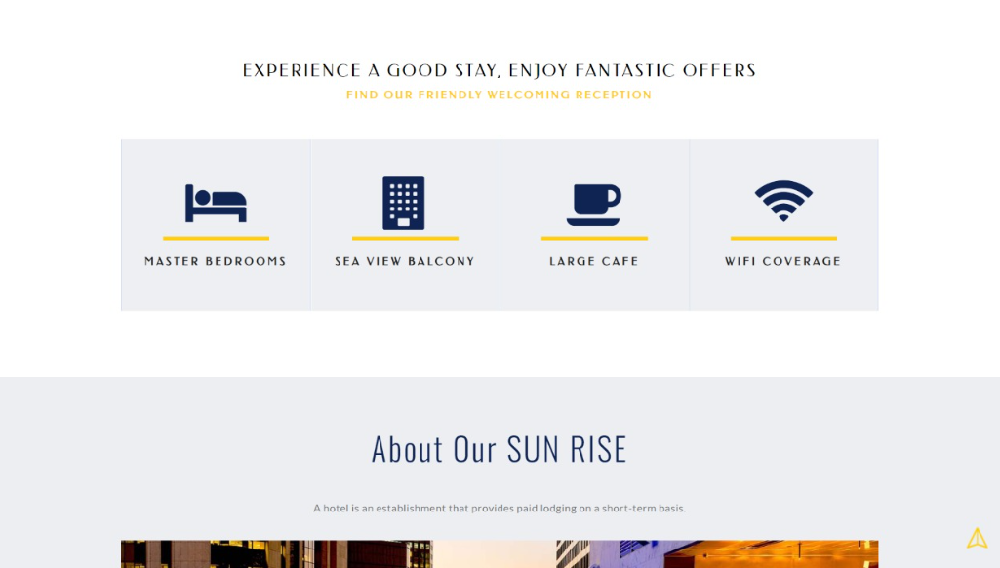 EXPERIENCE A GOOD STAY, ENJOY FANTASTIC OFFERS
FIND OUR FRIENDLY WELCOMING RECEPTION
MASTER BEDROOMS
SEA VIEW BALCONY
LARGE CAFE
WIFI COVERAGE
About Our SUN RISE
A hotel is an establishment that provides paid lodging on a short-term basis.